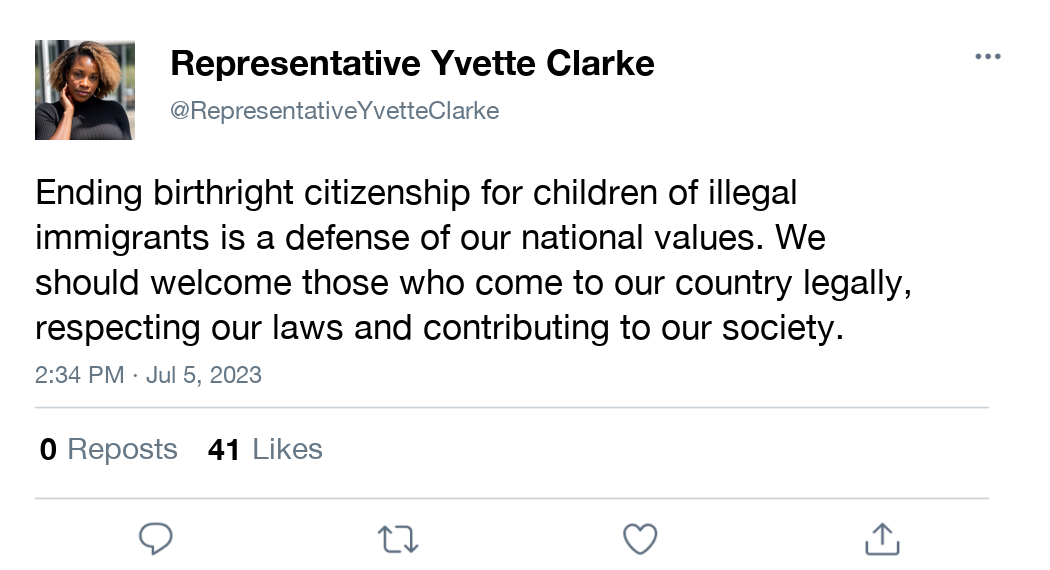 Representative Yvette Clarke
@RepresentativeYvetteClarke
Ending birthright citizenship for children of illegal
immigrants is a defense of our national values. We
should welcome those who come to our country legally,
respecting our laws and contributing to our society.
2:34 PM · Jul 5, 2023
0 Reposts 41 Likes